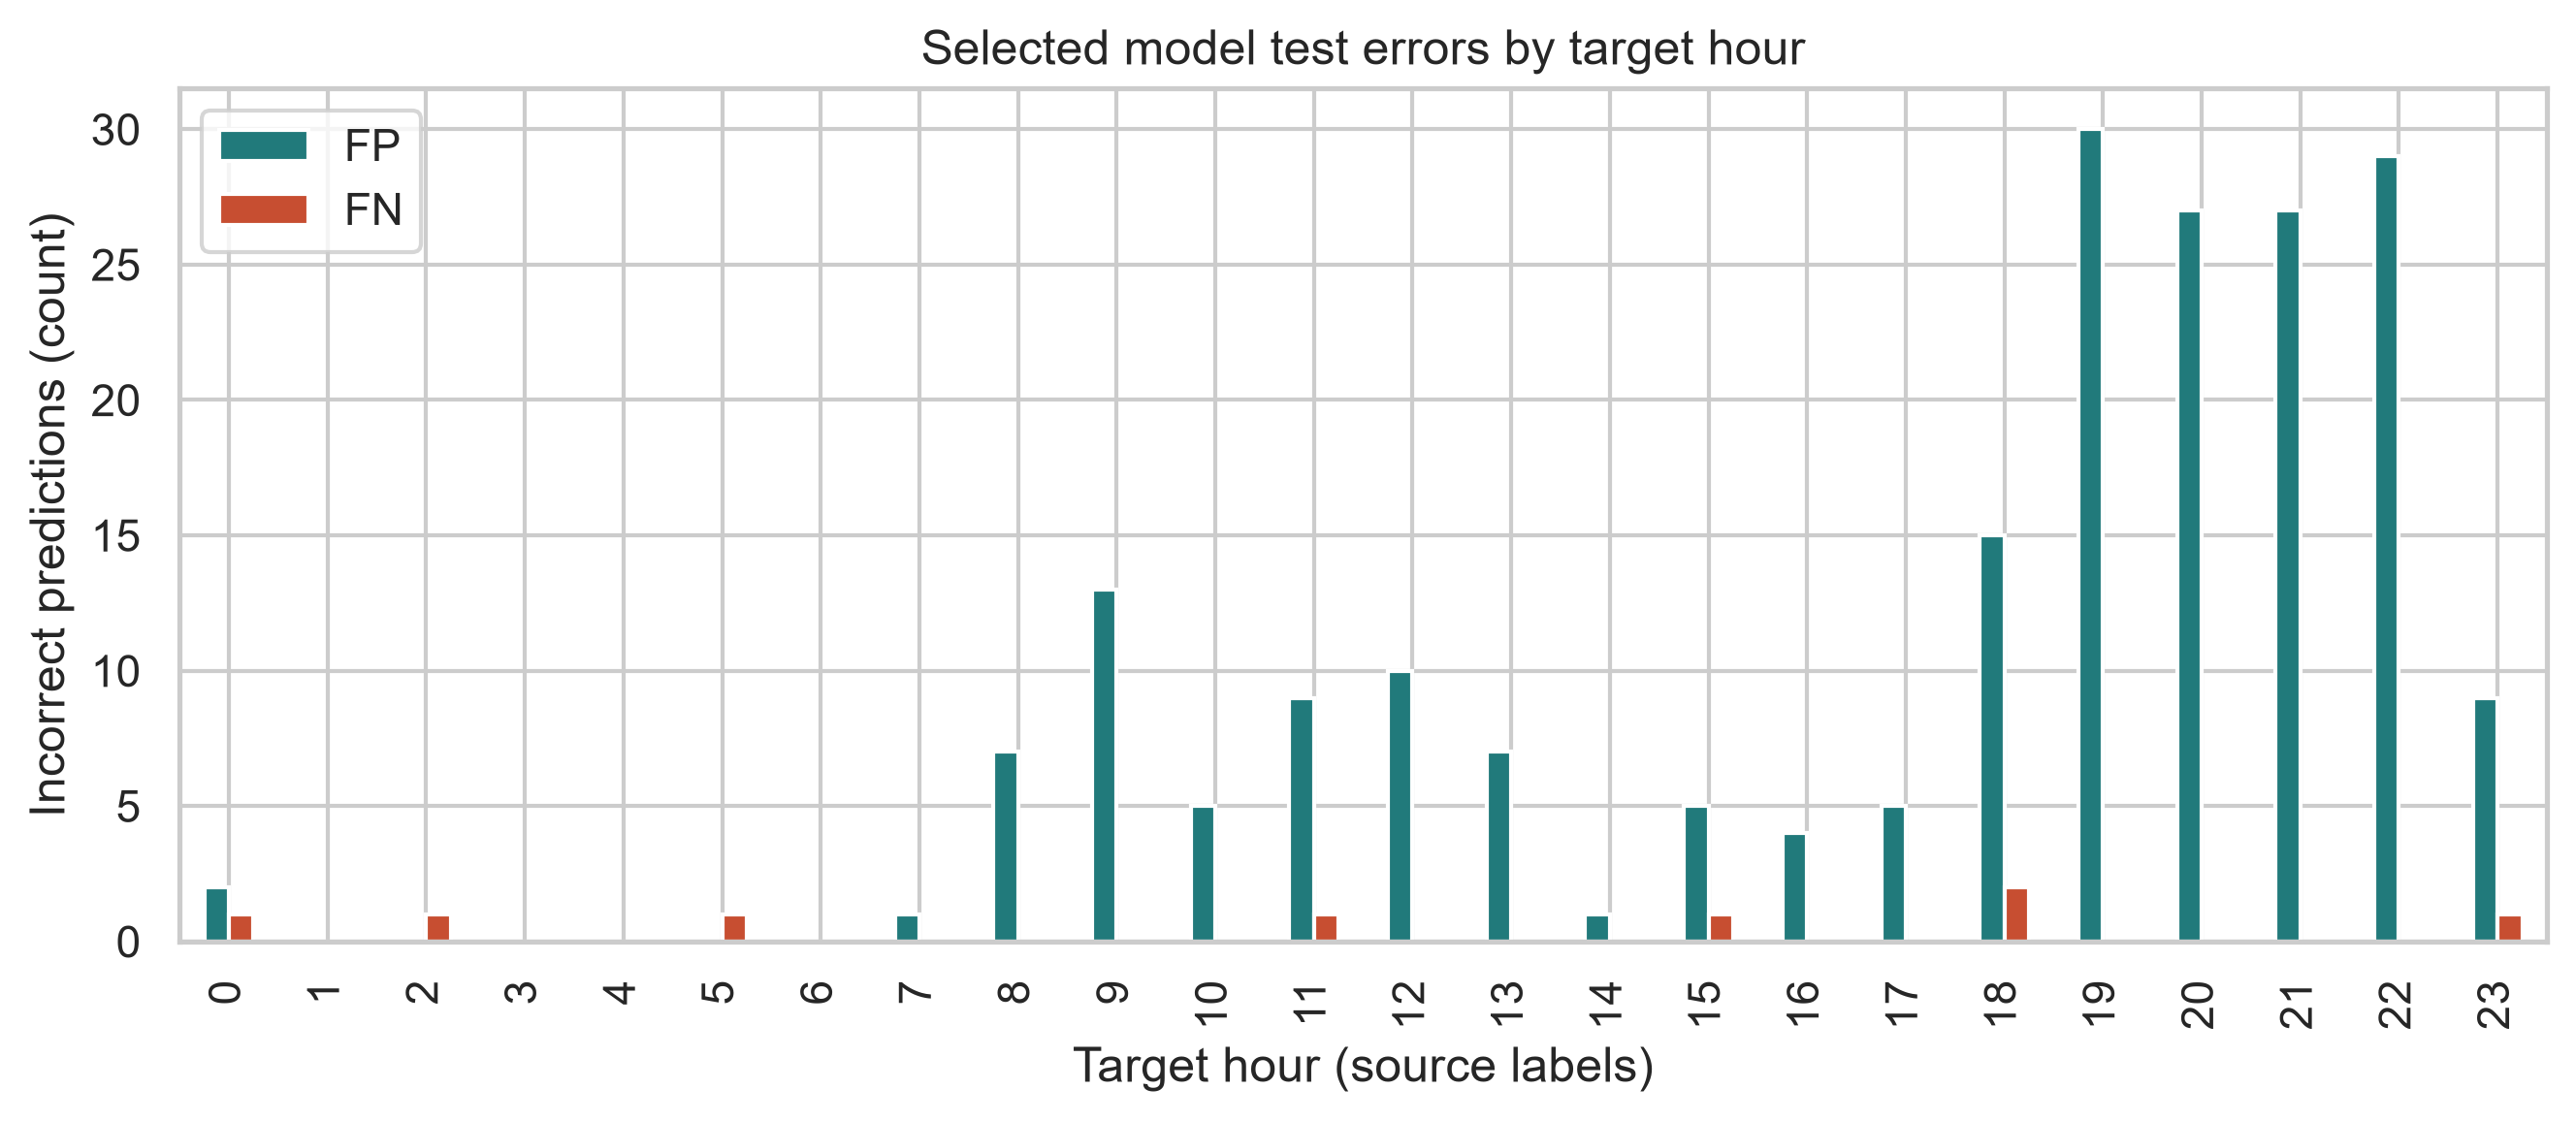 Selected model test errors by target hour
FP
FN
Incorrect predictions (count)
30
25
20
15
10
5
0
0 1 2 3 4 5 6 7 8 9 10 11 12 13 14 15 16 17 18 19 20 21 22 23
Target hour (source labels)